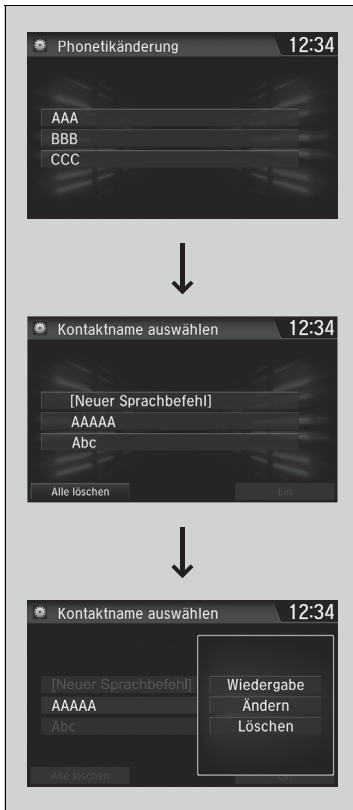 Phonetikänderung 12:34
AAA
BBB
CCC
Kontaktname auswählen 12:34
[Neuer Sprachbefehl]
AAAAA
Abc
Alle löschen Ein
Kontaktname auswählen 12:34
[Neuer Sprachbefehl] Wiedergabe
AAAAA Ändern
Abc Löschen
Alle löschen Ein